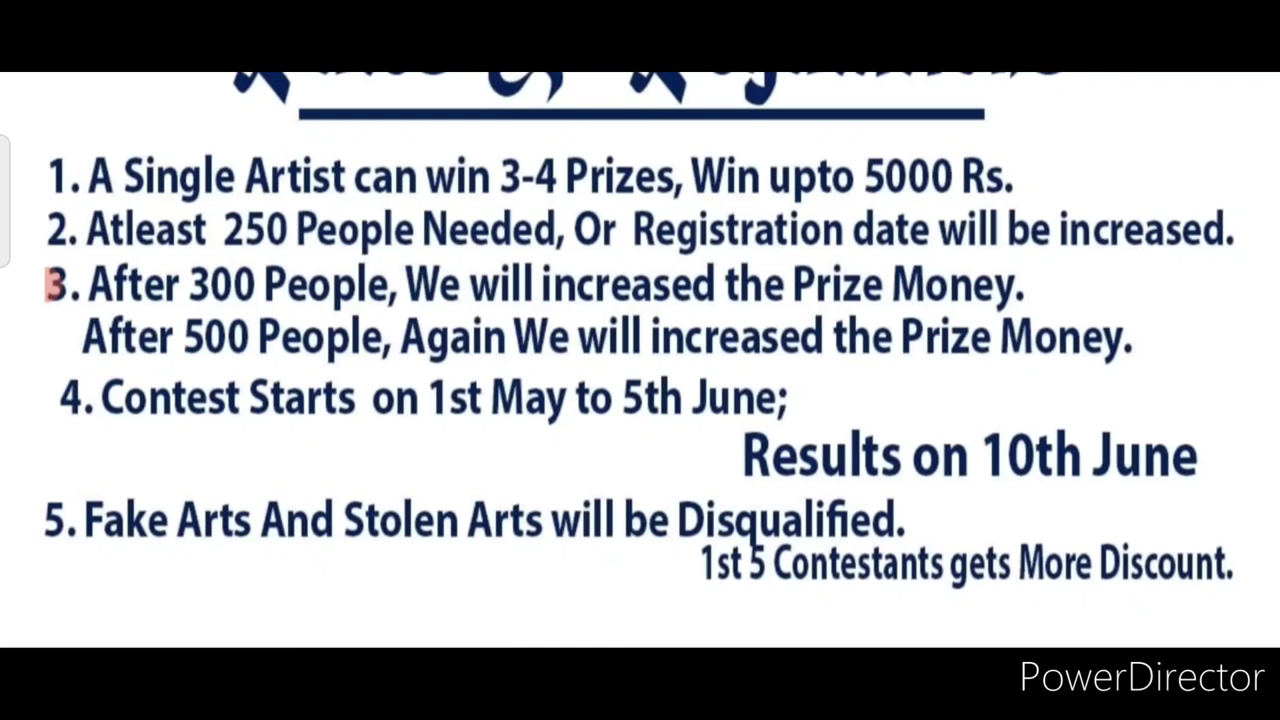 1. A Single Artist can win 3-4 Prizes, Win upto 5000 Rs.
2. Atleast 250 People Needed, Or Registration date will be increased.
3. After 300 People, We will increased the Prize Money.
After 500 People, Again We will increased the Prize Money.
4. Contest Starts on 1st May to 5th June;
Results on 10th June
5. Fake Arts And Stolen Arts will be Disqualified.
1st 5 Contestants gets More Discount.
PowerDirector